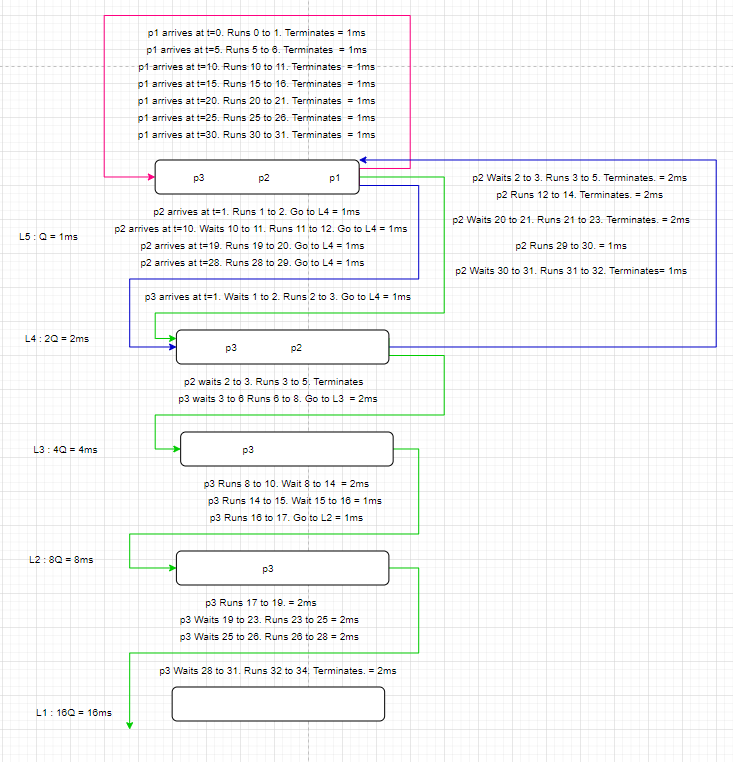 p1 arrives at t=0. Runs 0 to 1. Terminates = 1ms
p1 arrives at t=5. Runs 5 to 6. Terminates = 1ms
p1 arrives at t=10. Runs 10 to 11. Terminates = 1ms
p1 arrives at t=15. Runs 15 to 16. Terminates = 1ms
p1 arrives at t=20. Runs 20 to 21. Terminates = 1ms
p1 arrives at t=25. Runs 25 to 26. Terminates = 1ms
p1 arrives at t=30. Runs 30 to 31. Terminates = 1ms
p3 p2 p1
p2 Waits 2 to 3. Runs 3 to 5. Terminates. = 2ms
p2 Runs 12 to 14. Terminates. = 2ms
p2 Waits 20 to 21. Runs 21 to 23. Terminates. = 2ms
p2 Runs 29 to 30. = 1ms
p2 Waits 30 to 31. Runs 31 to 32. Terminates= 1ms
L5 : Q = 1ms
p2 arrives at t=1. Runs 1 to 2. Go to L4 = 1ms
p2 arrives at t=10. Waits 10 to 11. Runs 11 to 12. Go to L4 = 1ms
p2 arrives at t=19. Runs 19 to 20. Go to L4 = 1ms
p2 arrives at t=28. Runs 28 to 29. Go to L4 = 1ms
p3 arrives at t=1. Waits 1 to 2. Runs 2 to 3. Go to L4 = 1ms
L4 : 2Q = 2ms
p3 p2
p2 waits 2 to 3. Runs 3 to 5. Terminates
p3 waits 3 to 6 Runs 6 to 8. Go to L3 = 2ms
L3 : 4Q = 4ms
p3
p3 Runs 8 to 10. Wait 8 to 14 = 2ms
p3 Runs 14 to 15. Wait 15 to 16 = 1ms
p3 Runs 16 to 17. Go to L2 = 1ms
L2 : 8Q = 8ms
p3
p3 Runs 17 to 19. = 2ms
p3 Waits 19 to 23. Runs 23 to 25 = 2ms
p3 Waits 25 to 26. Runs 26 to 28 = 2ms
p3 Waits 28 to 31. Runs 32 to 34. Terminates. = 2ms
L1 : 16Q = 16ms